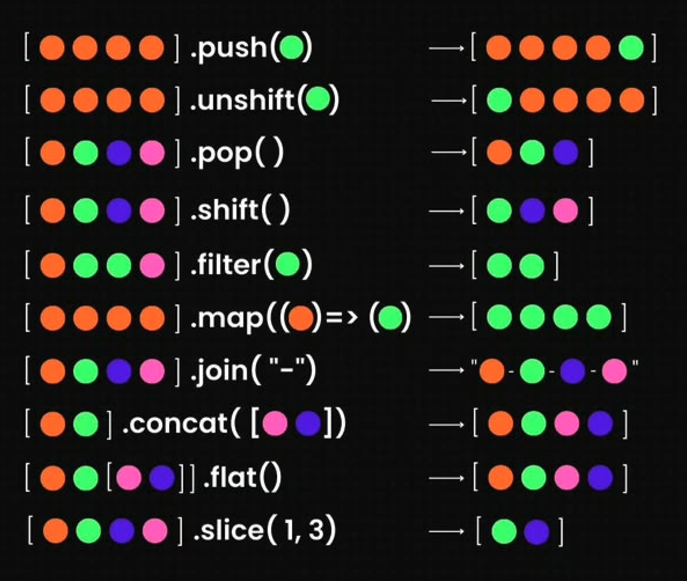 [ ] .push( ) → [ ]
[ ] .unshift( ) → [ ]
[ ] .pop( ) → [ ]
[ ] .shift( ) → [ ]
[ ] .filter( ) → [ ]
[ ] .map(( )=> ( ) → [ ]
[ ] .join( "-") → " - - - "
[ ] .concat( [ ]) → [ ]
[ [ ]] .flat() → [ ]
[ ] .slice( 1, 3) → [ ]